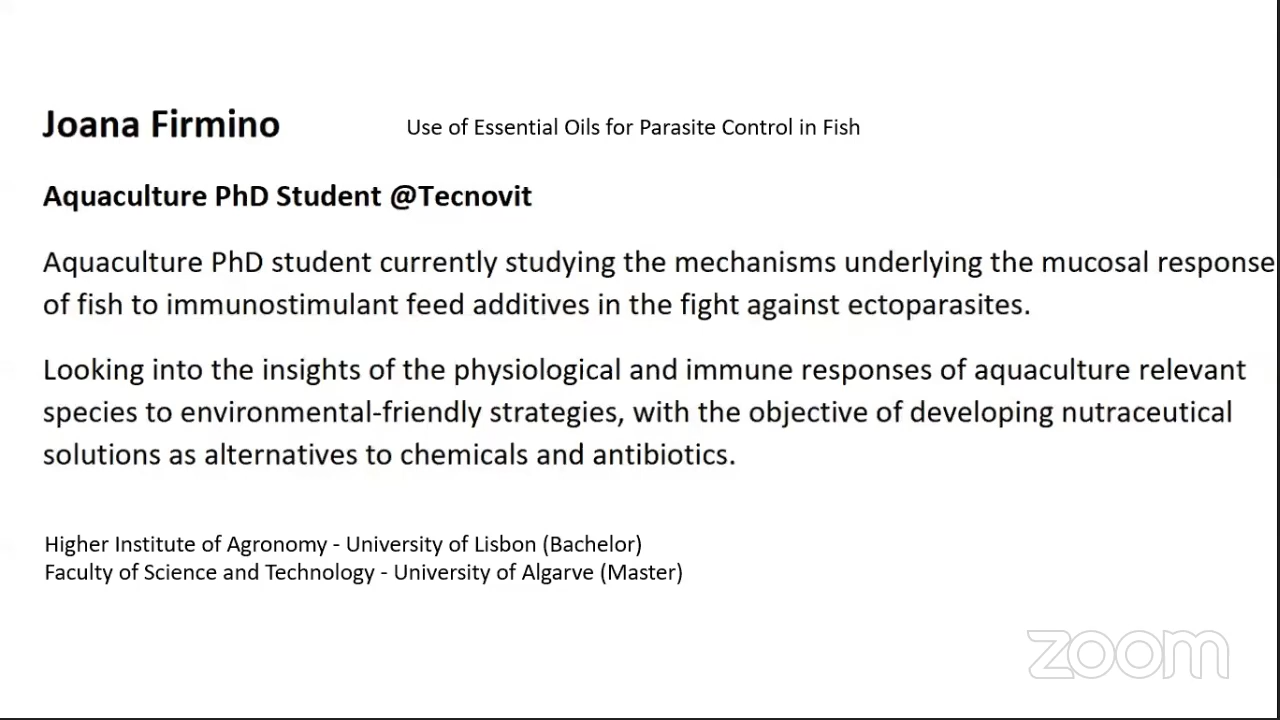 Joana Firmino
Use of Essential Oils for Parasite Control in Fish
Aquaculture PhD Student @Tecnovit
Aquaculture PhD student currently studying the mechanisms underlying the mucosal response
of fish to immunostimulant feed additives in the fight against ectoparasites.
Looking into the insights of the physiological and immune responses of aquaculture relevant
species to environmental-friendly strategies, with the objective of developing nutraceutical
solutions as alternatives to chemicals and antibiotics.
Higher Institute of Agronomy - University of Lisbon (Bachelor)
Faculty of Science and Technology - University of Algarve (Master)
zoom